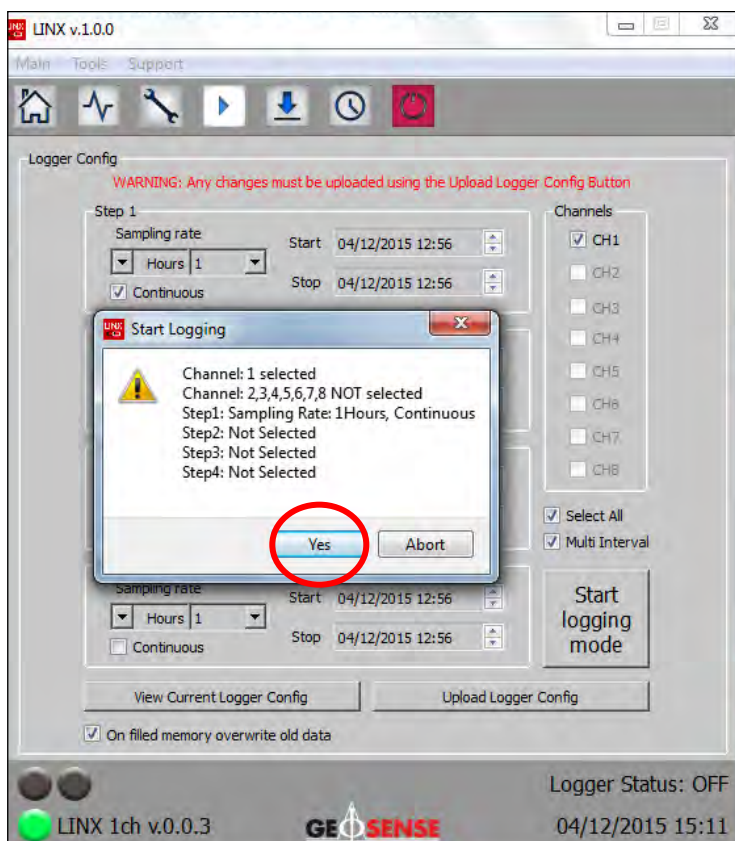 LINX v.1.0.0
Main Tools Support
Logger Config
WARNING: Any changes must be uploaded using the Upload Logger Config Button
Step 1
Sampling rate
Hours 1
Continuous
Start 04/12/2015 12:56
Stop 04/12/2015 12:56
Channels
CH1
CH2
CH3
CH4
CH5
CH6
CH7
CH8
LINX Start Logging
Channel: 1 selected
Channel: 2,3,4,5,6,7,8 NOT selected
Step1: Sampling Rate: 1Hours, Continuous
Step2: Not Selected
Step3: Not Selected
Step4: Not Selected
Yes Abort
Select All
Multi Interval
Sampling rate
Hours 1
Continuous
Start 04/12/2015 12:56
Stop 04/12/2015 12:56
Start
logging
mode
View Current Logger Config Upload Logger Config
On filled memory overwrite old data
Logger Status: OFF
LINX 1ch v.0.0.3
GEOSENSE
04/12/2015 15:11